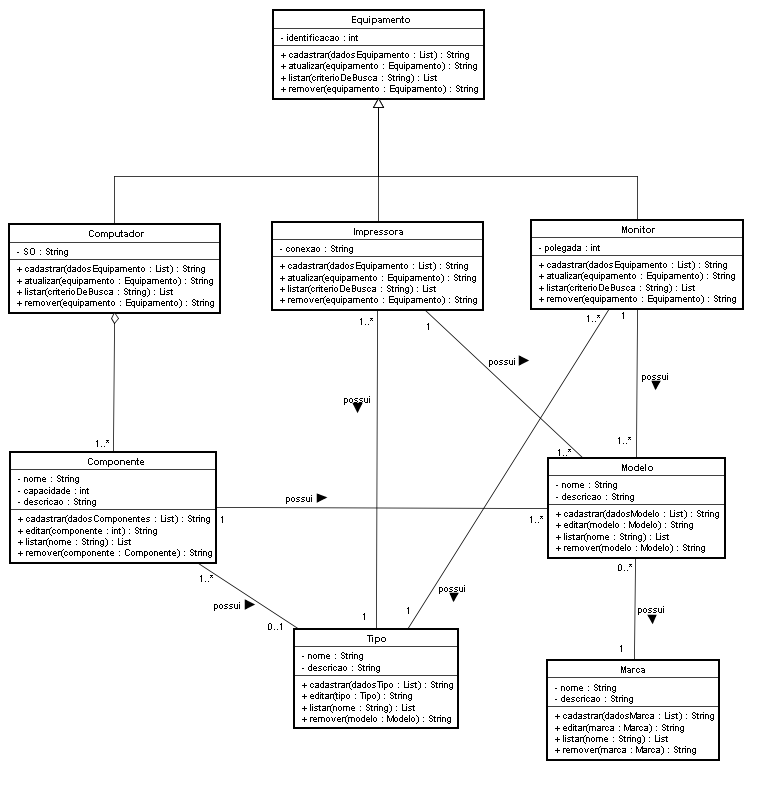 Equipamento
- identificacao : int
+ cadastrar(dadosEquipamento : List) : String
+ atualizar(equipamento : Equipamento) : String
+ listar(criterioDeBusca : String) : List
+ remover(equipamento : Equipamento) : String
Computador
- SO : String
+ cadastrar(dadosEquipamento : List) : String
+ atualizar(equipamento : Equipamento) : String
+ listar(criterioDeBusca : String) : List
+ remover(equipamento : Equipamento) : String
Impressora
- conexao : String
+ cadastrar(dadosEquipamento : List) : String
+ atualizar(equipamento : Equipamento) : String
+ listar(criterioDeBusca : String) : List
+ remover(equipamento : Equipamento) : String
Monitor
- polegada : int
+ cadastrar(dadosEquipamento : List) : String
+ atualizar(equipamento : Equipamento) : String
+ listar(criterioDeBusca : String) : List
+ remover(equipamento : Equipamento) : String
1..*
1
1..*
1
possui
possui
possui
1..*
1..*
1..*
Componente
- nome : String
- capacidade : int
- descricao : String
+ cadastrar(dadosComponentes : List) : String
+ editar(componente : int) : String
+ listar(nome : String) : List
+ remover(componente : Componente) : String
Modelo
- nome : String
- descricao : String
+ cadastrar(dadosModelo : List) : String
+ editar(modelo : Modelo) : String
+ listar(nome : String) : List
+ remover(modelo : Modelo) : String
possui
1
1..*
1..*
0..*
possui
possui
possui
0..1
1
1
1
Tipo
- nome : String
- descricao : String
+ cadastrar(dadosTipo : List) : String
+ editar(tipo : Tipo) : String
+ listar(nome : String) : List
+ remover(modelo : Modelo) : String
Marca
- nome : String
- descricao : String
+ cadastrar(dadosMarca : List) : String
+ editar(marca : Marca) : String
+ listar(nome : String) : List
+ remover(marca : Marca) : String